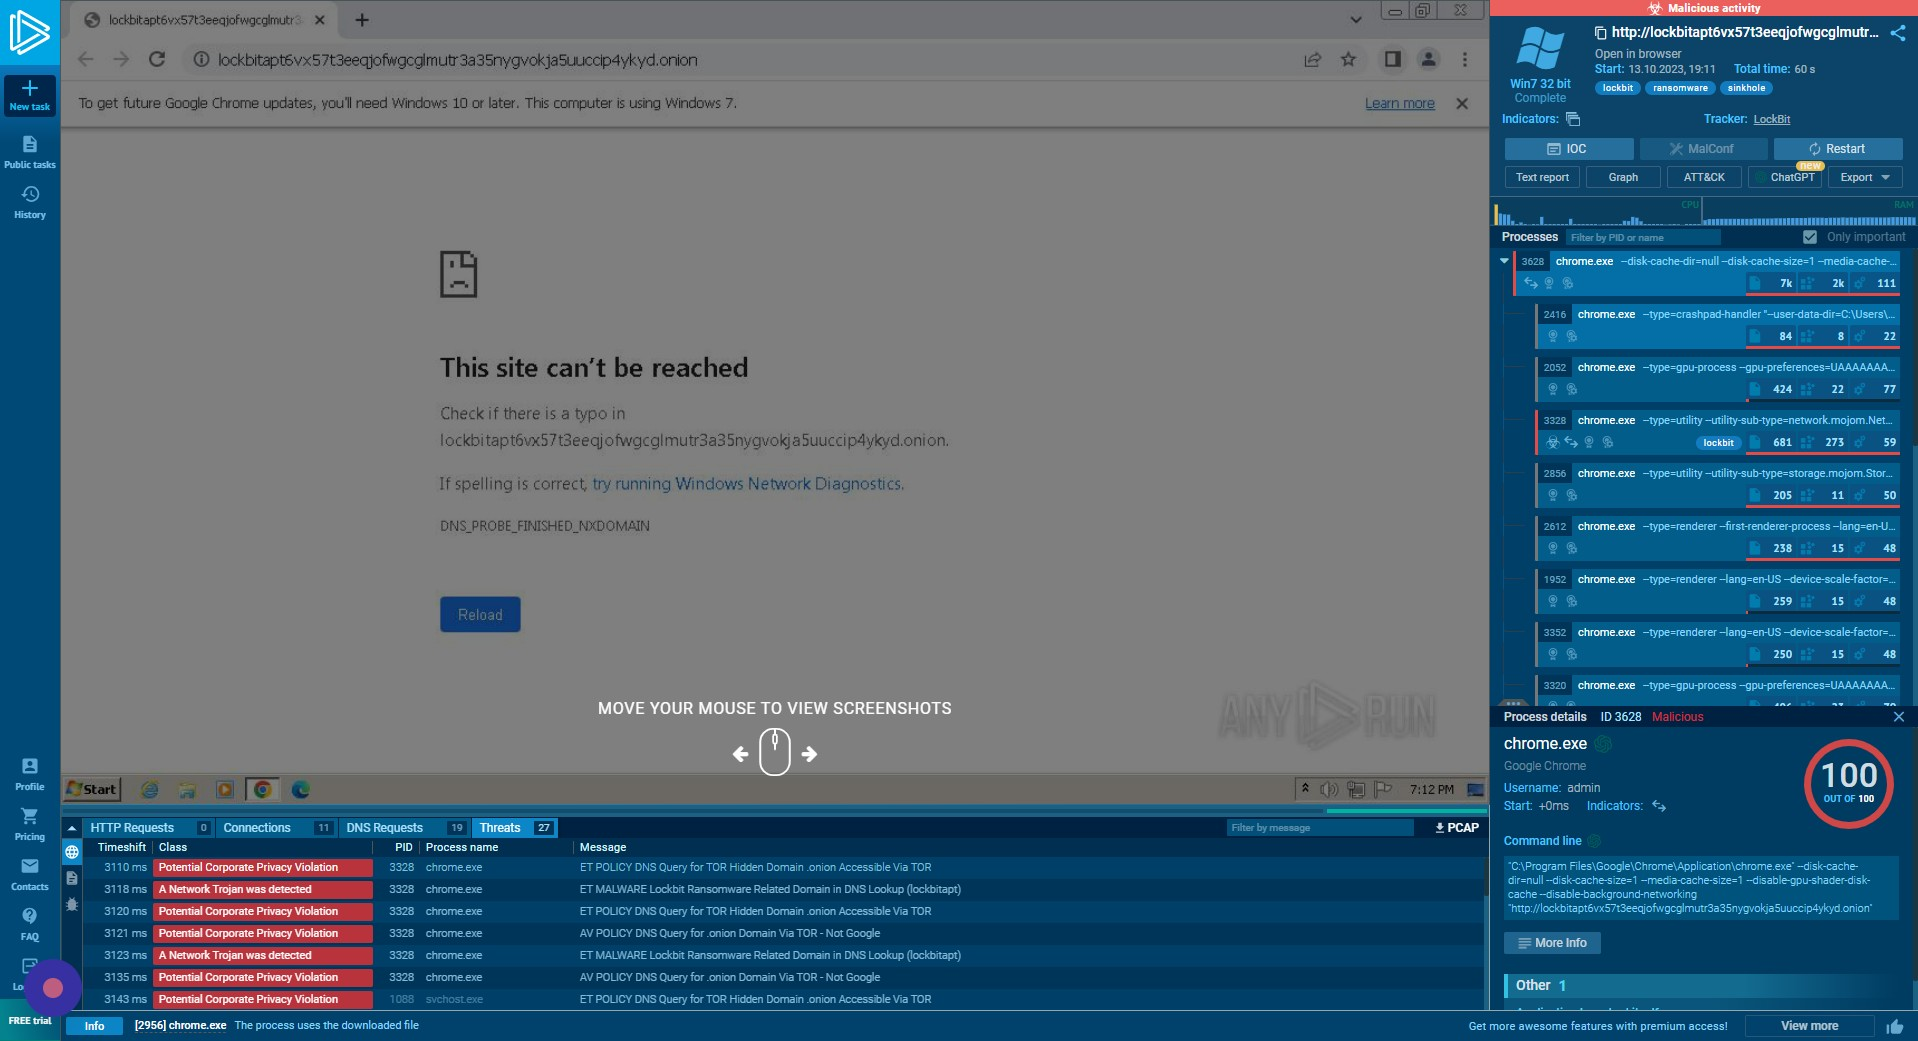 New task
Public tasks
History
Profile
Pricing
Contacts
FAQ
FREE trial
lockbitapt6vx57t3eeqjofwgcglmutr3
lockbitapt6vx57t3eeqjofwgcglmutr3a35nygvokja5uuccip4ykyd.onion
To get future Google Chrome updates, you'll need Windows 10 or later. This computer is using Windows 7.
Learn more
This site can't be reached
Check if there is a typo in
lockbitapt6vx57t3eeqjofwgcglmutr3a35nygvokja5uuccip4ykyd.onion.
If spelling is correct, try running Windows Network Diagnostics.
DNS_PROBE_FINISHED_NXDOMAIN
Reload
MOVE YOUR MOUSE TO VIEW SCREENSHOTS
ANY RUN
Start
7:12 PM
HTTP Requests 0 Connections 11 DNS Requests 19 Threats 27
Filter by message
PCAP
Timeshift Class PID Process name Message
3110 ms Potential Corporate Privacy Violation 3328 chrome.exe ET POLICY DNS Query for TOR Hidden Domain .onion Accessible Via TOR
3118 ms A Network Trojan was detected 3328 chrome.exe ET MALWARE Lockbit Ransomware Related Domain in DNS Lookup (lockbitapt)
3120 ms Potential Corporate Privacy Violation 3328 chrome.exe ET POLICY DNS Query for TOR Hidden Domain .onion Accessible Via TOR
3121 ms Potential Corporate Privacy Violation 3328 chrome.exe AV POLICY DNS Query for .onion Domain Via TOR - Not Google
3123 ms A Network Trojan was detected 3328 chrome.exe ET MALWARE Lockbit Ransomware Related Domain in DNS Lookup (lockbitapt)
3135 ms Potential Corporate Privacy Violation 3328 chrome.exe AV POLICY DNS Query for .onion Domain Via TOR - Not Google
3143 ms Potential Corporate Privacy Violation 1088 svchost.exe ET POLICY DNS Query for TOR Hidden Domain .onion Accessible Via TOR
Info [2956] chrome.exe The process uses the downloaded file
Get more awesome features with premium access! View more
Malicious activity
http://lockbitapt6vx57t3eeqjofwgcglmutr...
Open in browser
Win7 32 bit
Complete
Start: 13.10.2023, 19:11 Total time: 60 s
lockbit ransomware sinkhole
Indicators: Tracker: LockBit
IOC MalConf Restart
new
Text report Graph ATT&CK ChatGPT Export
CPU RAM
Processes Filter by PID or name Only important
3628 chrome.exe --disk-cache-dir=null --disk-cache-size=1 --media-cache-...
7k 2k 111
2416 chrome.exe --type=crashpad-handler "--user-data-dir=C:\Users\...
84 8 22
2052 chrome.exe --type=gpu-process --gpu-preferences=UAAAAAAA...
424 22 77
3328 chrome.exe --type=utility --utility-sub-type=network.mojom.Net...
lockbit 681 273 59
2856 chrome.exe --type=utility --utility-sub-type=storage.mojom.Stor...
205 11 50
2612 chrome.exe --type=renderer --first-renderer-process --lang=en-U...
238 15 48
1952 chrome.exe --type=renderer --lang=en-US --device-scale-factor=...
259 15 48
3352 chrome.exe --type=renderer --lang=en-US --device-scale-factor=...
250 15 48
3320 chrome.exe --type=gpu-process --gpu-preferences=UAAAAAAA...
Process details ID 3628 Malicious
chrome.exe
Google Chrome
Username: admin
Start: +0ms Indicators:
100
OUT OF 100
Command line
"C:\Program Files\Google\Chrome\Application\chrome.exe" --disk-cache-
dir=null --disk-cache-size=1 --media-cache-size=1 --disable-gpu-shader-disk-
cache --disable-background-networking
"http://lockbitapt6vx57t3eeqjofwgcglmutr3a35nygvokja5uuccip4ykyd.onion"
More Info
Other 1